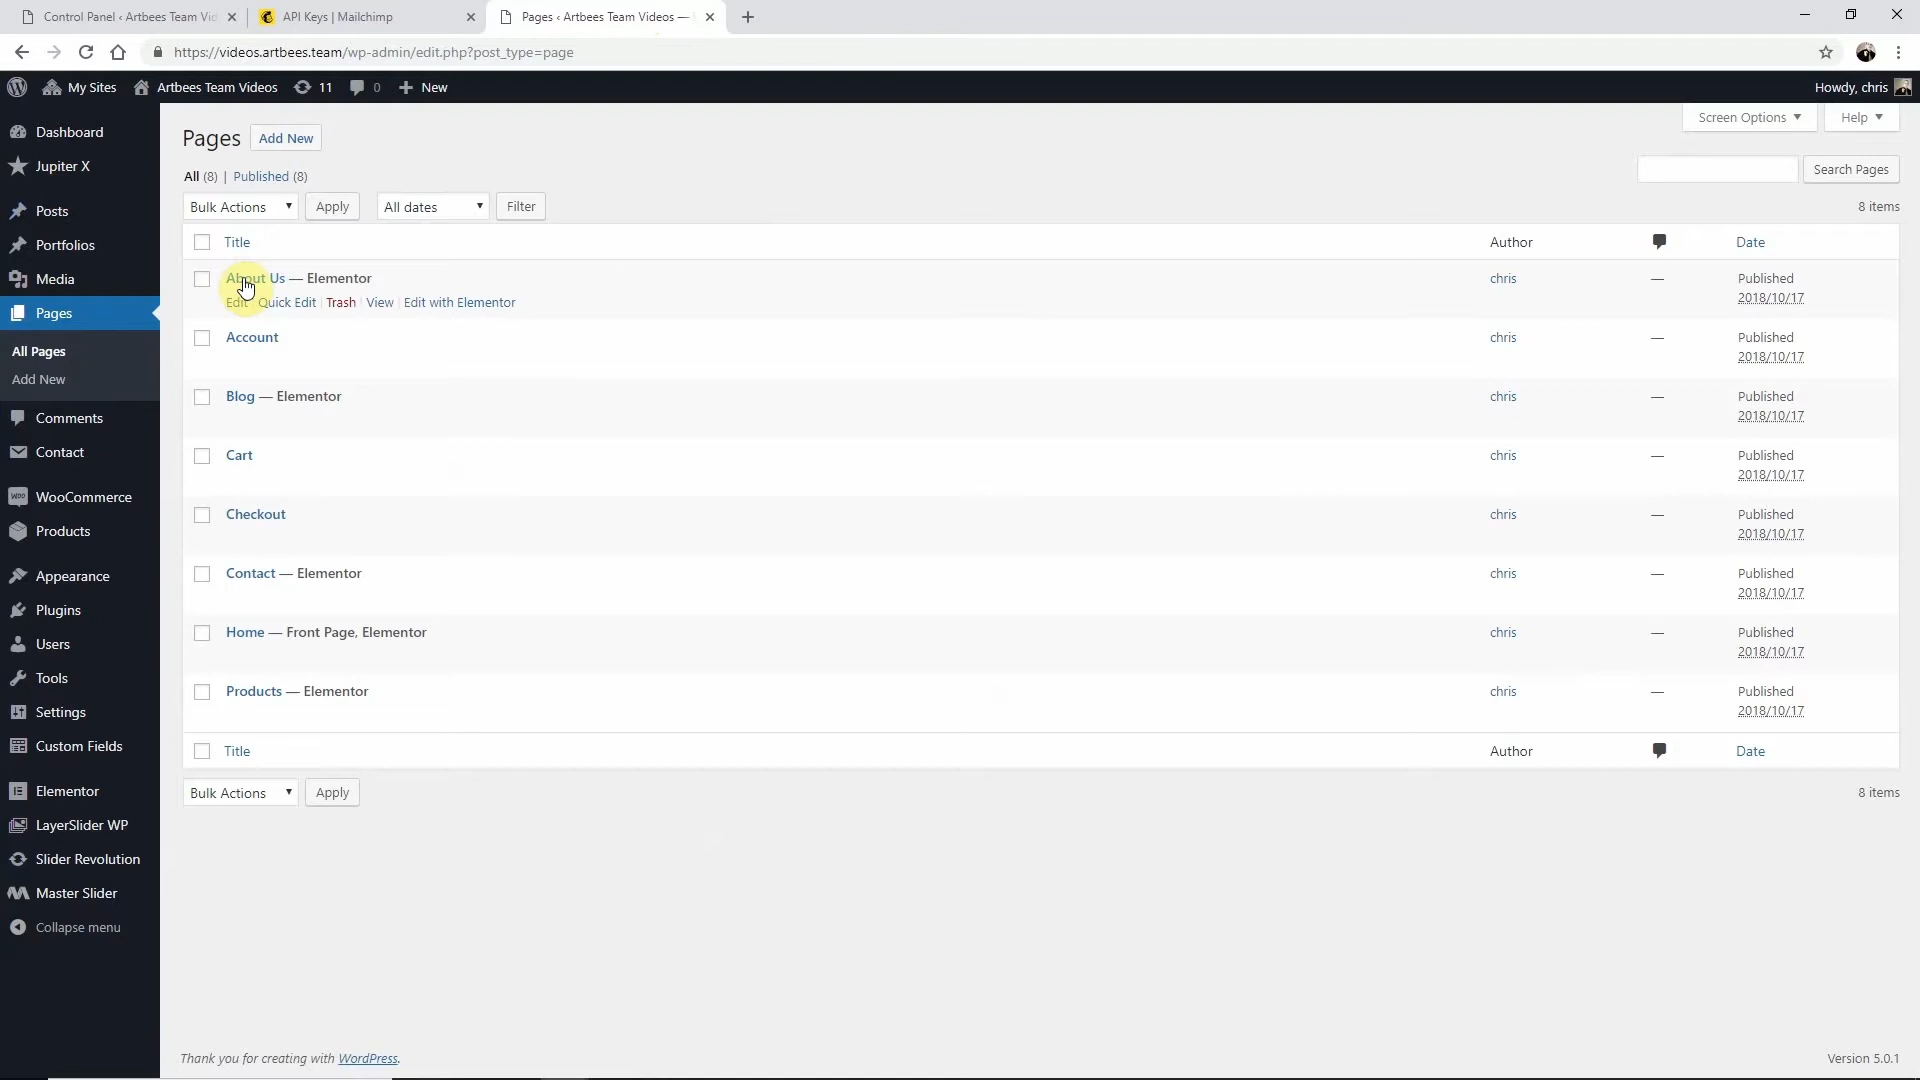 Control Panel ‹ Artbees Team Vid
API Keys | Mailchimp
Pages ‹ Artbees Team Videos —
https://videos.artbees.team/wp-admin/edit.php?post_type=page
My Sites
Artbees Team Videos
11
0
New
Howdy, chris
Dashboard
Jupiter X
Posts
Portfolios
Media
Pages
All Pages
Add New
Comments
Contact
WooCommerce
Products
Appearance
Plugins
Users
Tools
Settings
Custom Fields
Elementor
LayerSlider WP
Slider Revolution
Master Slider
Collapse menu
Screen Options
Help
Pages
Add New
All (8) | Published (8)
Search Pages
Bulk Actions
Apply
All dates
Filter
8 items
Title
Author
Date
About Us — Elementor
Edit | Quick Edit | Trash | View | Edit with Elementor
chris
—
Published
2018/10/17
Account
chris
—
Published
2018/10/17
Blog — Elementor
chris
—
Published
2018/10/17
Cart
chris
—
Published
2018/10/17
Checkout
chris
—
Published
2018/10/17
Contact — Elementor
chris
—
Published
2018/10/17
Home — Front Page, Elementor
chris
—
Published
2018/10/17
Products — Elementor
chris
—
Published
2018/10/17
Title
Author
Date
Bulk Actions
Apply
8 items
Thank you for creating with WordPress.
Version 5.0.1